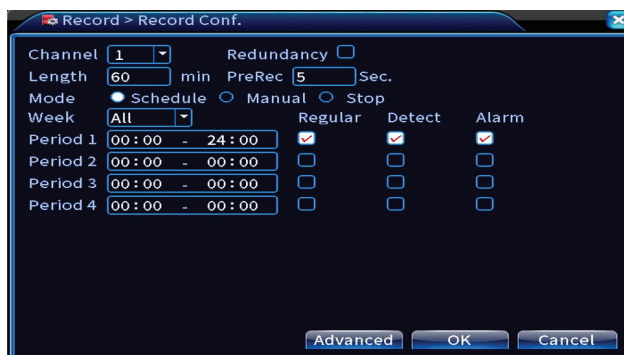 Record > Record Conf.
Channel 1 Redundancy
Length 60 min PreRec 5 Sec.
Mode Schedule Manual Stop
Week All Regular Detect Alarm
Period 1 00:00 - 24:00
Period 2 00:00 - 00:00
Period 3 00:00 - 00:00
Period 4 00:00 - 00:00
Advanced OK Cancel